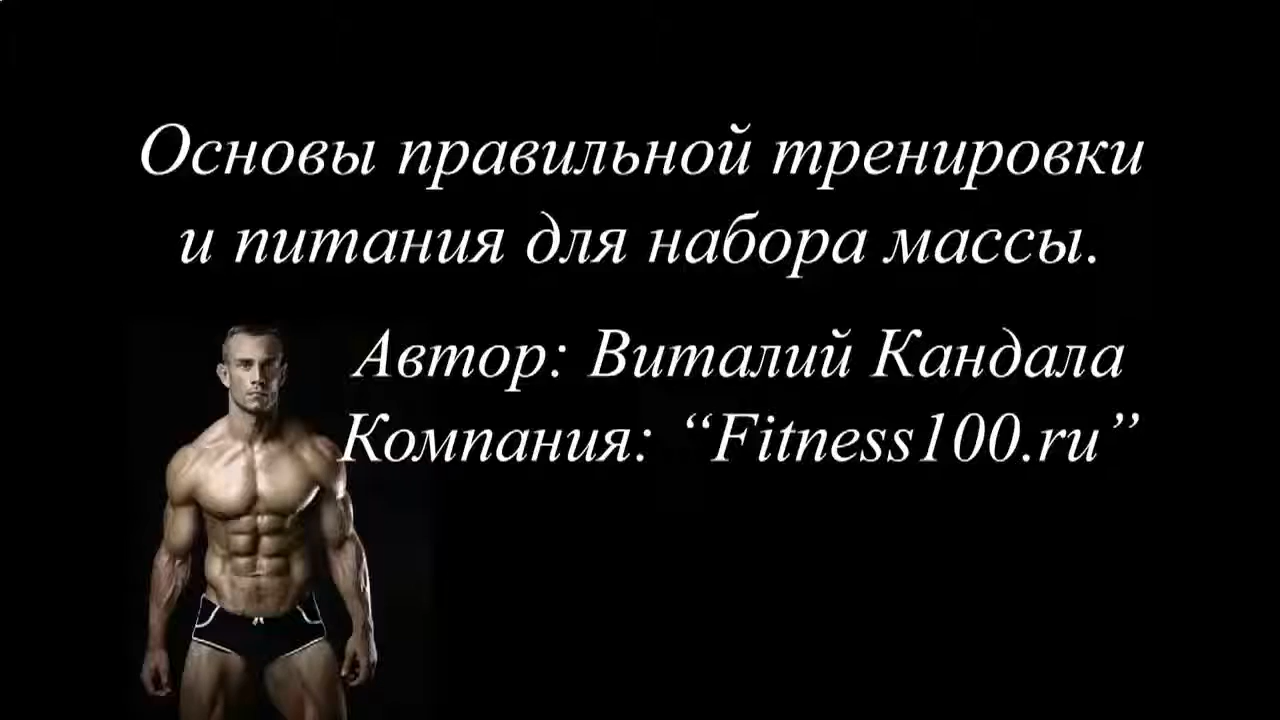 Основы правильной тренировки
и питания для набора массы.
Автор: Виталий Кандала
Компания: “Fitness100.ru”